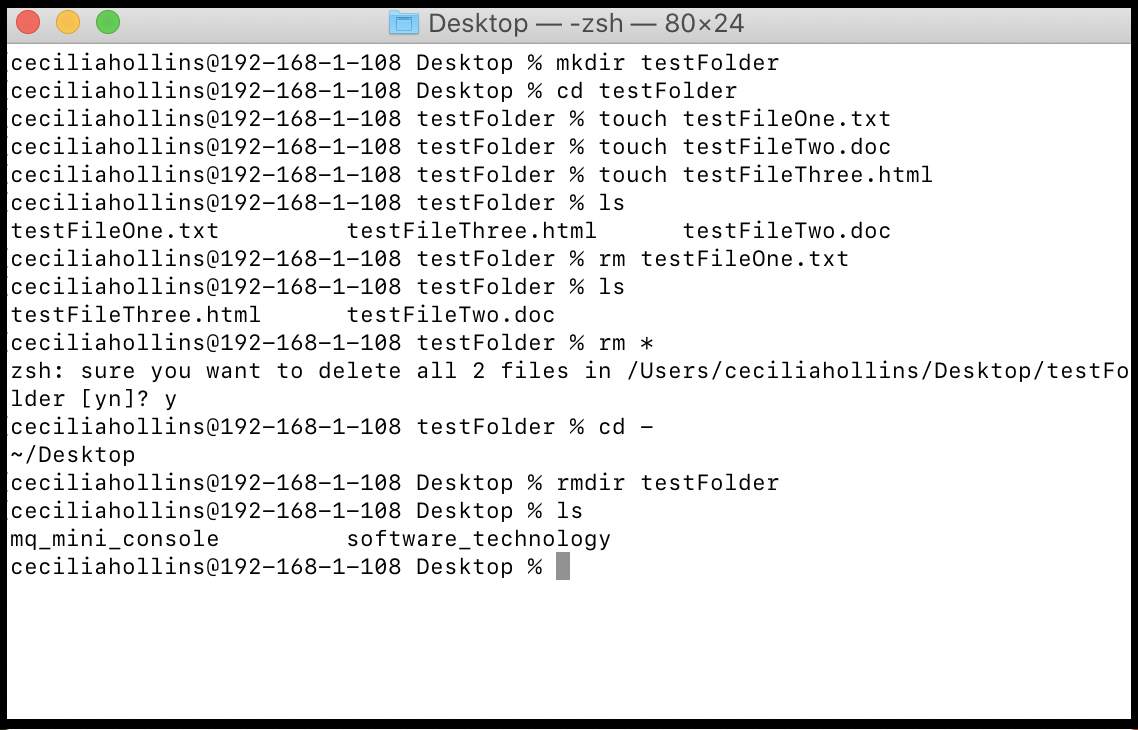 Desktop — -zsh — 80×24
ceciliahollins@192-168-1-108 Desktop % mkdir testFolder
ceciliahollins@192-168-1-108 Desktop % cd testFolder
ceciliahollins@192-168-1-108 testFolder % touch testFileOne.txt
ceciliahollins@192-168-1-108 testFolder % touch testFileTwo.doc
ceciliahollins@192-168-1-108 testFolder % touch testFileThree.html
ceciliahollins@192-168-1-108 testFolder % ls
testFileOne.txt         testFileThree.html      testFileTwo.doc
ceciliahollins@192-168-1-108 testFolder % rm testFileOne.txt
ceciliahollins@192-168-1-108 testFolder % ls
testFileThree.html      testFileTwo.doc
ceciliahollins@192-168-1-108 testFolder % rm *
zsh: sure you want to delete all 2 files in /Users/ceciliahollins/Desktop/testFo
lder [yn]? y
ceciliahollins@192-168-1-108 testFolder % cd -
~/Desktop
ceciliahollins@192-168-1-108 Desktop % rmdir testFolder
ceciliahollins@192-168-1-108 Desktop % ls
mq_mini_console         software_technology
ceciliahollins@192-168-1-108 Desktop %